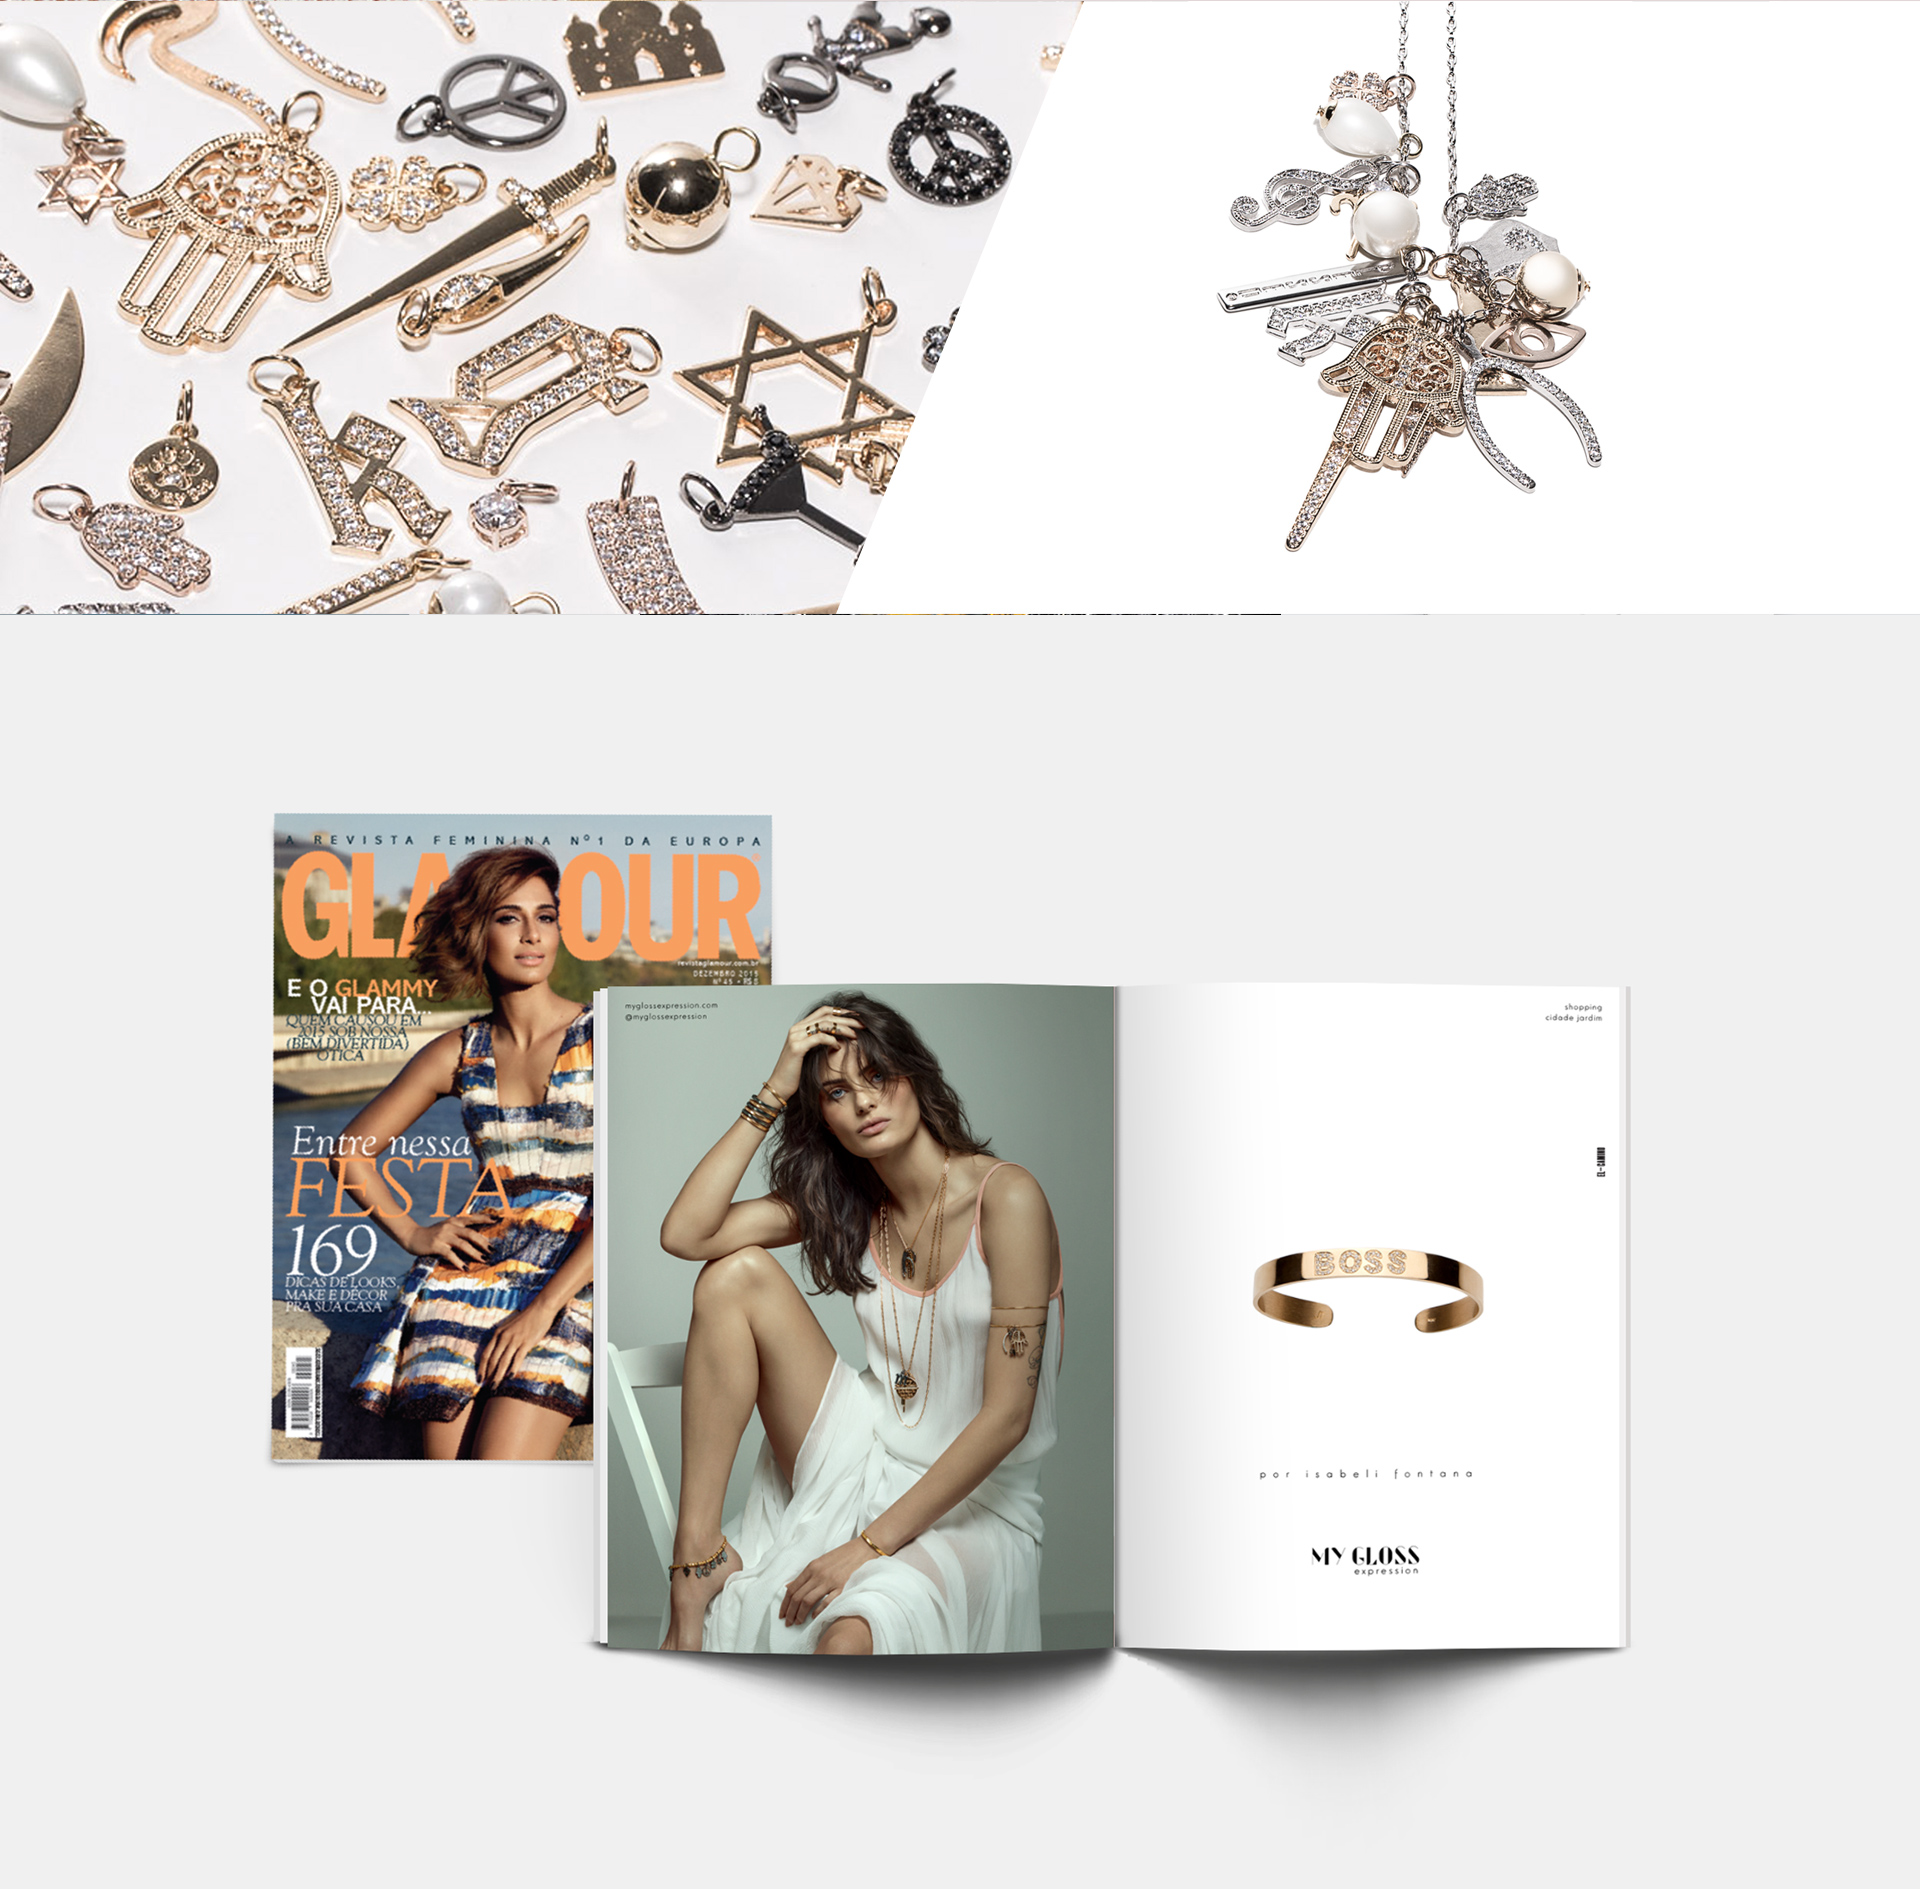 A REVISTA FEMININA Nº1 DA EUROPA
GLAMOUR
revistaglamour.com.br
DEZEMBRO 2015
Nº 45 • R$
E O GLAMMY
VAI PARA...
QUEM CAUSOU EM
2015 SOB NOSSA
(BEM DIVERTIDA)
ÓTICA
Entre nessa
FESTA
169
DICAS DE LOOKS,
MAKE E DÉCOR
PRA SUA CASA
myglossexpression.com
@myglossexpression
shopping
cidade jardim
EL-CAMINO
BOSS
por isabeli fontana
MY GLOSS
expression